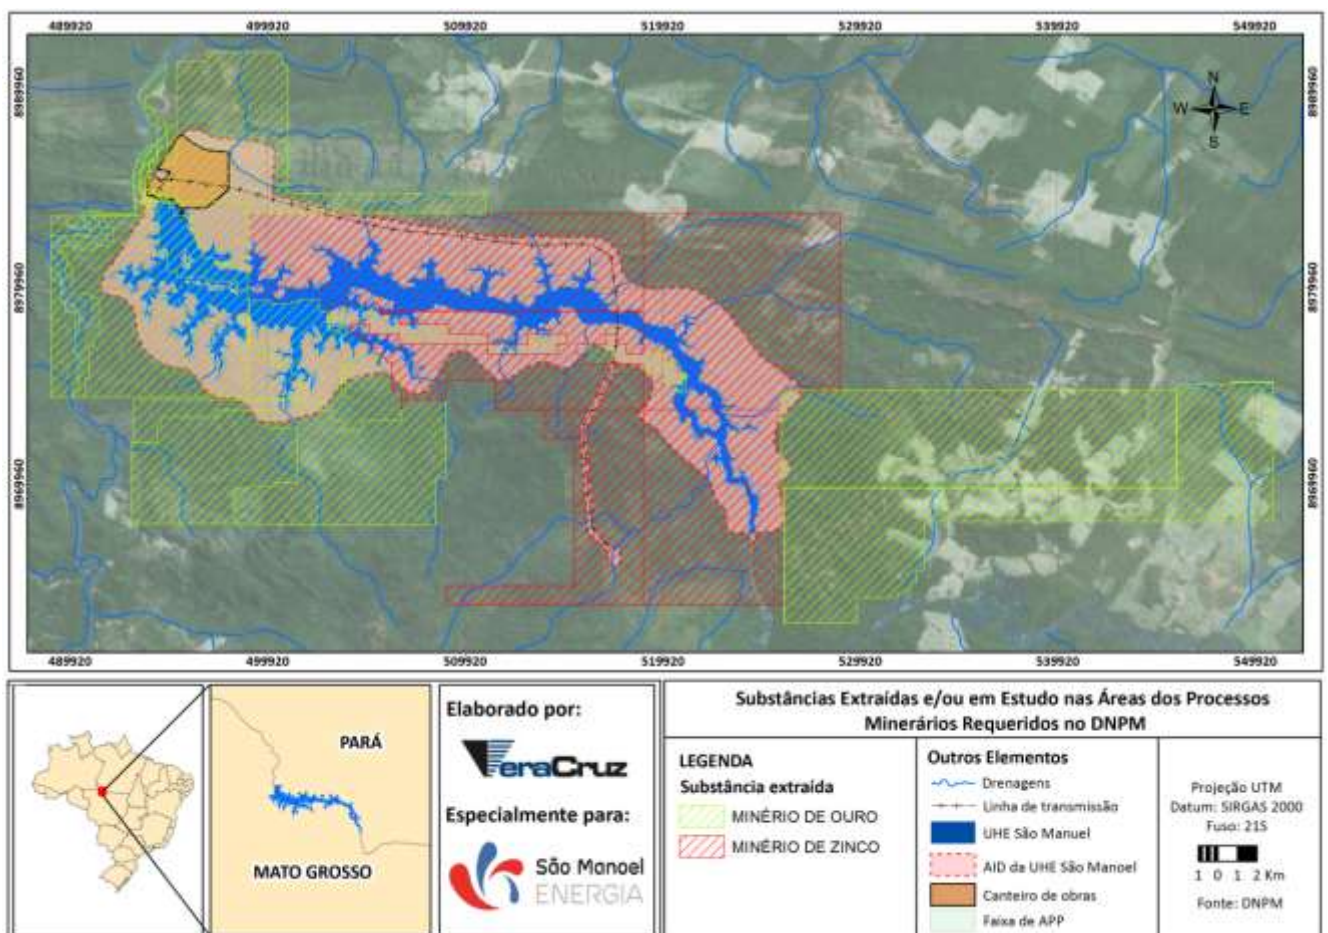 489920 499920 509920 519920 529920 539920 549920
8989960 8989960
N
W E
S
8979960 8979960
8969960 8969960
489920 499920 509920 519920 529920 539920 549920
PARÁ
MATO GROSSO
Elaborado por:
VeraCruz
Especialmente para:
São Manoel
ENERGIA
Substâncias Extraídas e/ou em Estudo nas Áreas dos Processos
Minerários Requeridos no DNPM
LEGENDA
Substância extraída
MINÉRIO DE OURO
MINÉRIO DE ZINCO
Outros Elementos
Drenagens
Linha de transmissão
UHE São Manuel
AID da UHE São Manoel
Canteiro de obras
Faixa de APP
Projeção UTM
Datum: SIRGAS 2000
Fuso: 21S
1 0 1 2 Km
Fonte: DNPM